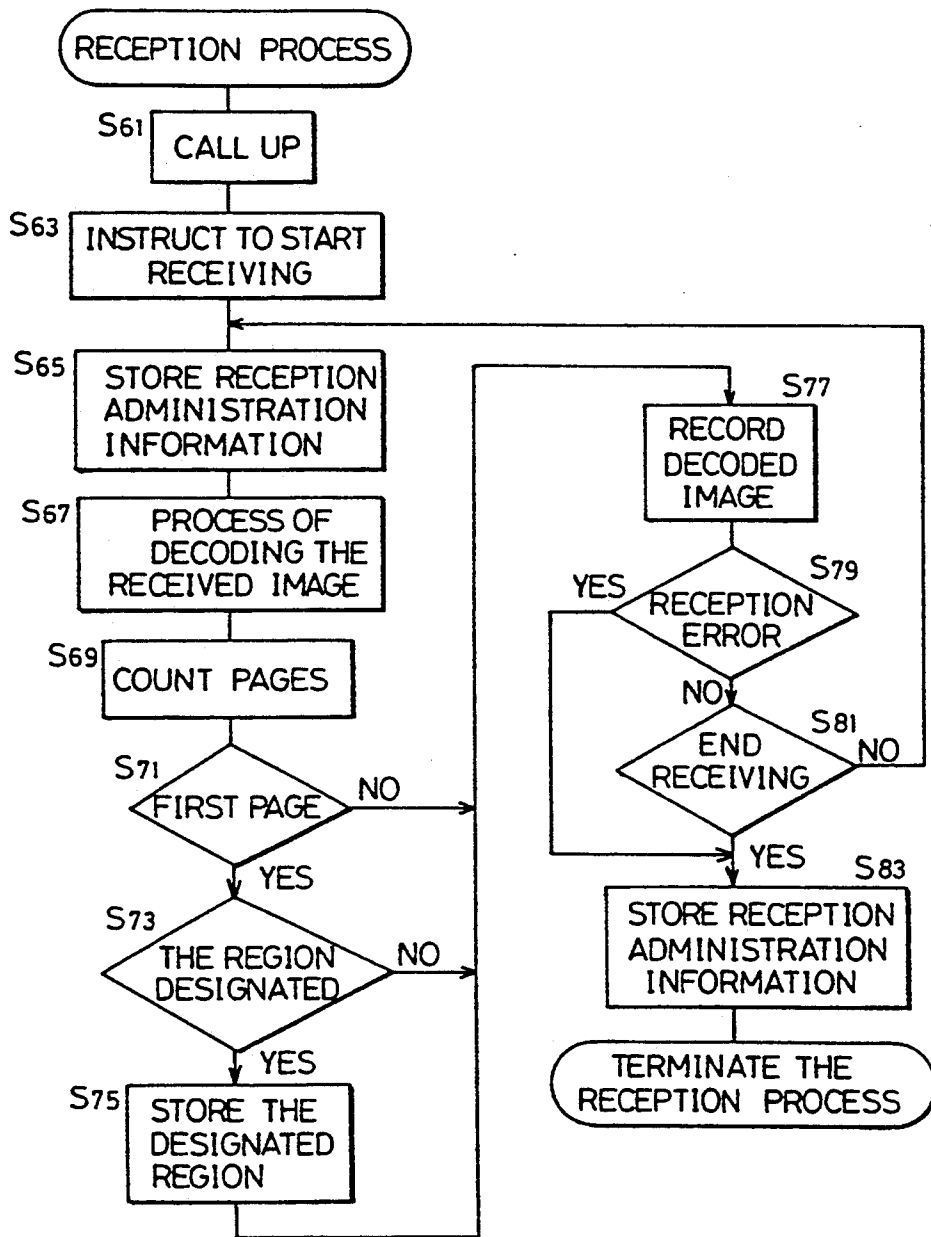 RECEPTION PROCESS
S61
CALL UP
S63
INSTRUCT TO START
RECEIVING
S65
STORE RECEPTION
ADMINISTRATION
INFORMATION
S67
PROCESS OF
DECODING THE
RECEIVED IMAGE
S69
COUNT PAGES
S71
FIRST PAGE
NO
YES
S73
THE REGION
DESIGNATED
NO
YES
S75
STORE THE
DESIGNATED
REGION
S77
RECORD
DECODED
IMAGE
S79
YES
RECEPTION
ERROR
NO
S81
END
RECEIVING
NO
YES
S83
STORE RECEPTION
ADMINISTRATION
INFORMATION
TERMINATE THE
RECEPTION PROCESS